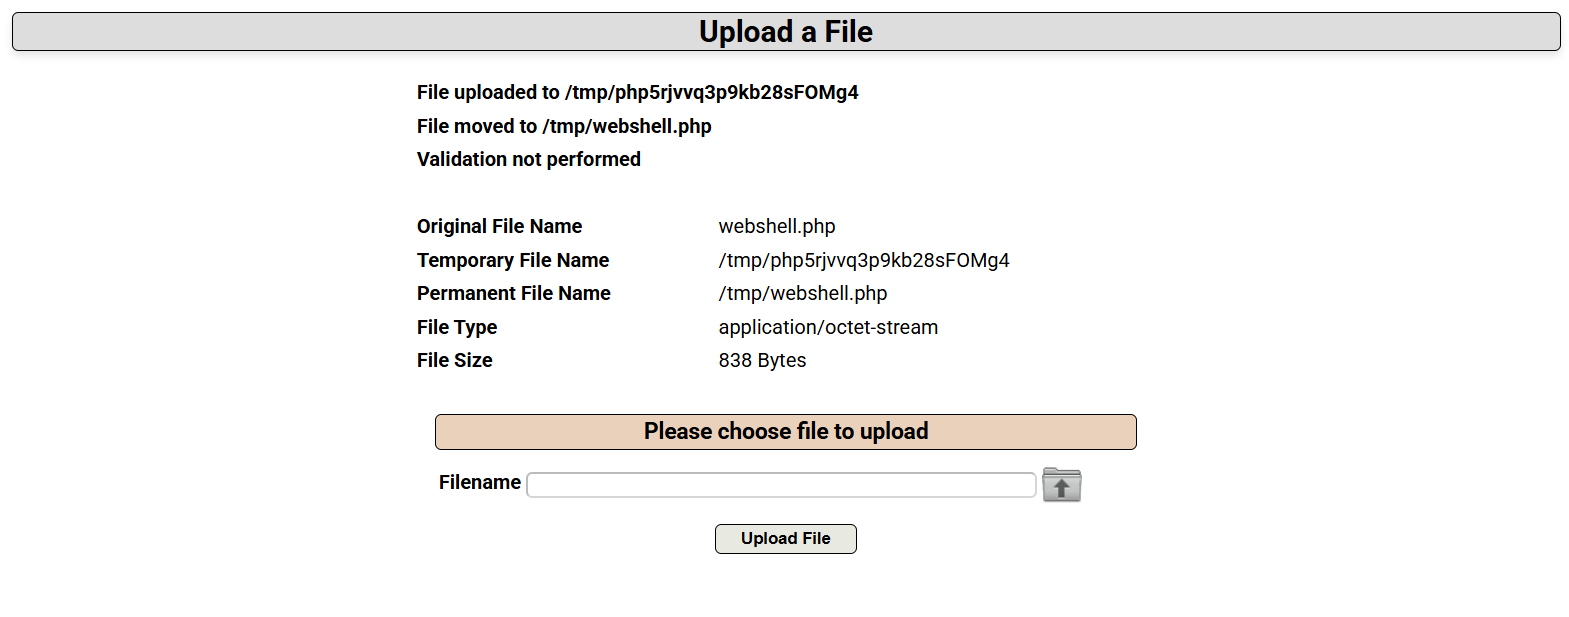 Upload a File
File uploaded to /tmp/php5rjvvq3p9kb28sFOMg4
File moved to /tmp/webshell.php
Validation not performed
Original File Name webshell.php
Temporary File Name /tmp/php5rjvvq3p9kb28sFOMg4
Permanent File Name /tmp/webshell.php
File Type application/octet-stream
File Size 838 Bytes
Please choose file to upload
Filename
Upload File